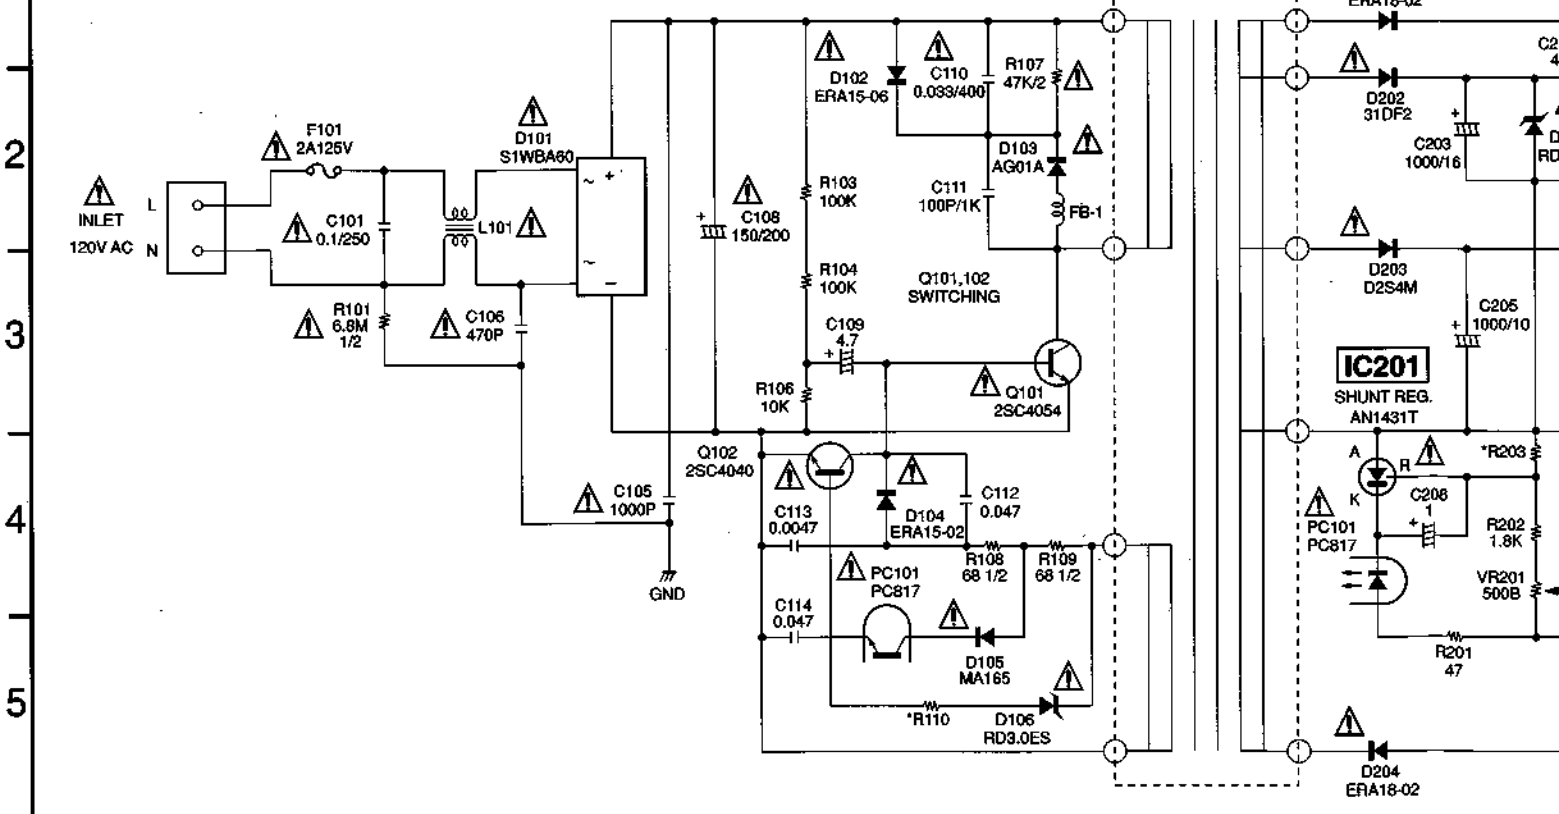 2
3
4
5
INLET
120V AC
L
N
F101
2A125V
C101
0.1/250
R101
6.8M
1/2
L101
C106
470P
D101
S1WBA60
~ +
~ −
C108
150/200
+
C105
1000P
GND
R103
100K
R104
100K
R106
10K
C109
4.7
+
D102
ERA15-06
C110
0.033/400
R107
47K/2
D103
AG01A
C111
100P/1K
FB-1
Q101,102
SWITCHING
Q101
2SC4054
Q102
2SC4040
C113
0.0047
D104
ERA15-02
C112
0.047
R108
68 1/2
R109
68 1/2
PC101
PC817
C114
0.047
D105
MA165
*R110
D106
RD3.0ES
ERA18-02
D202
31DF2
C203
1000/16
+
C2
4
D
RD
D203
D2S4M
C205
1000/10
+
IC201
SHUNT REG.
AN1431T
A
R
K
*R203
C208
1
+
PC101
PC817
R202
1.8K
VR201
500B
R201
47
D204
ERA18-02